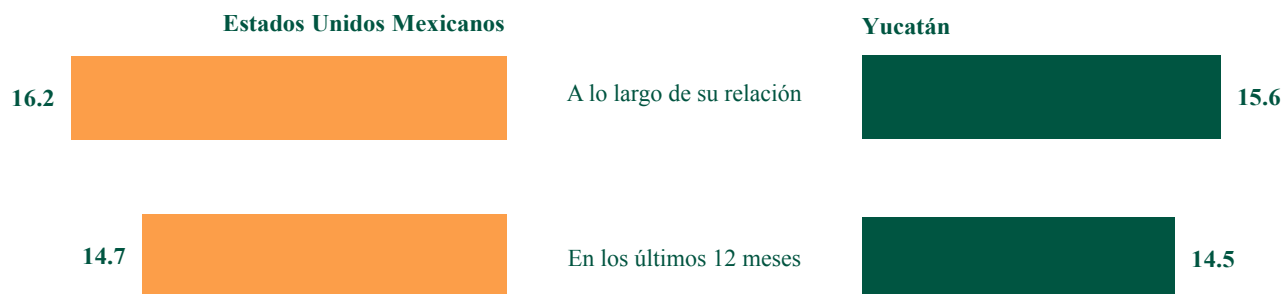 Estados Unidos Mexicanos
Yucatán
16.2
A lo largo de su relación
15.6
14.7
En los últimos 12 meses
14.5